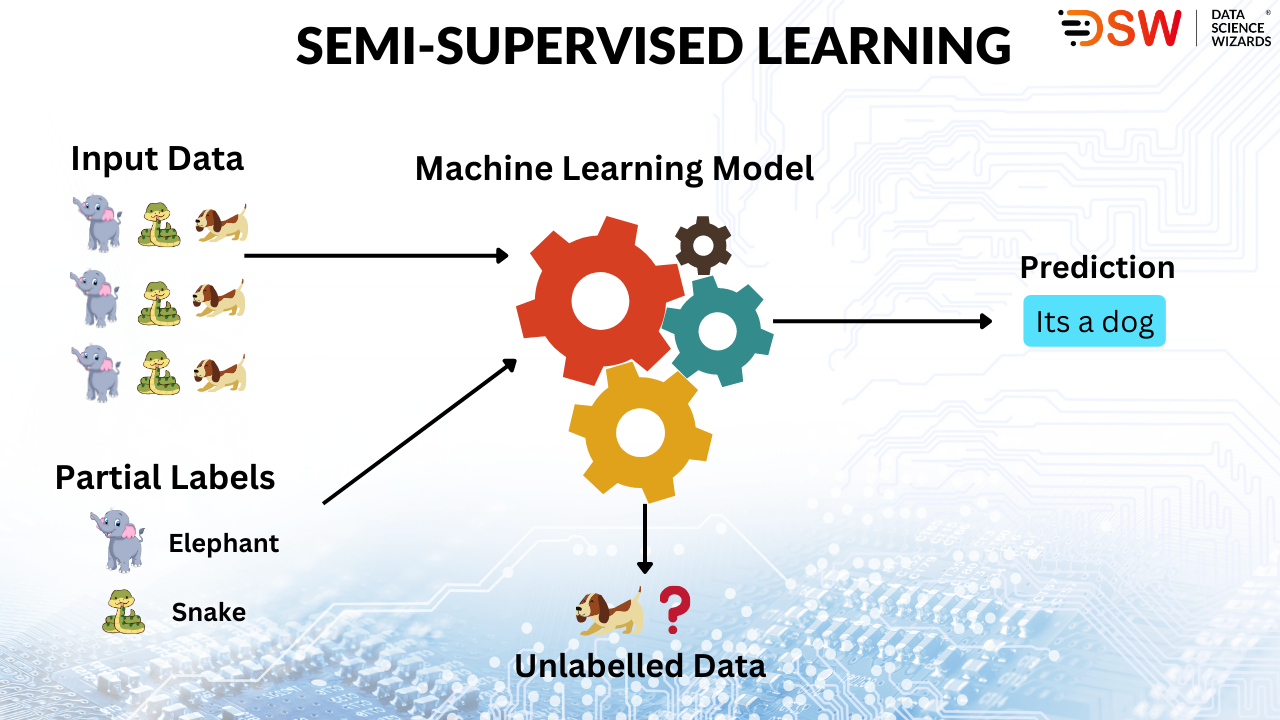 SEMI-SUPERVISED LEARNING
DSW
DATA
SCIENCE
WIZARDS
®
Input Data
Machine Learning Model
Prediction
Its a dog
Partial Labels
Elephant
Snake
?
Unlabelled Data